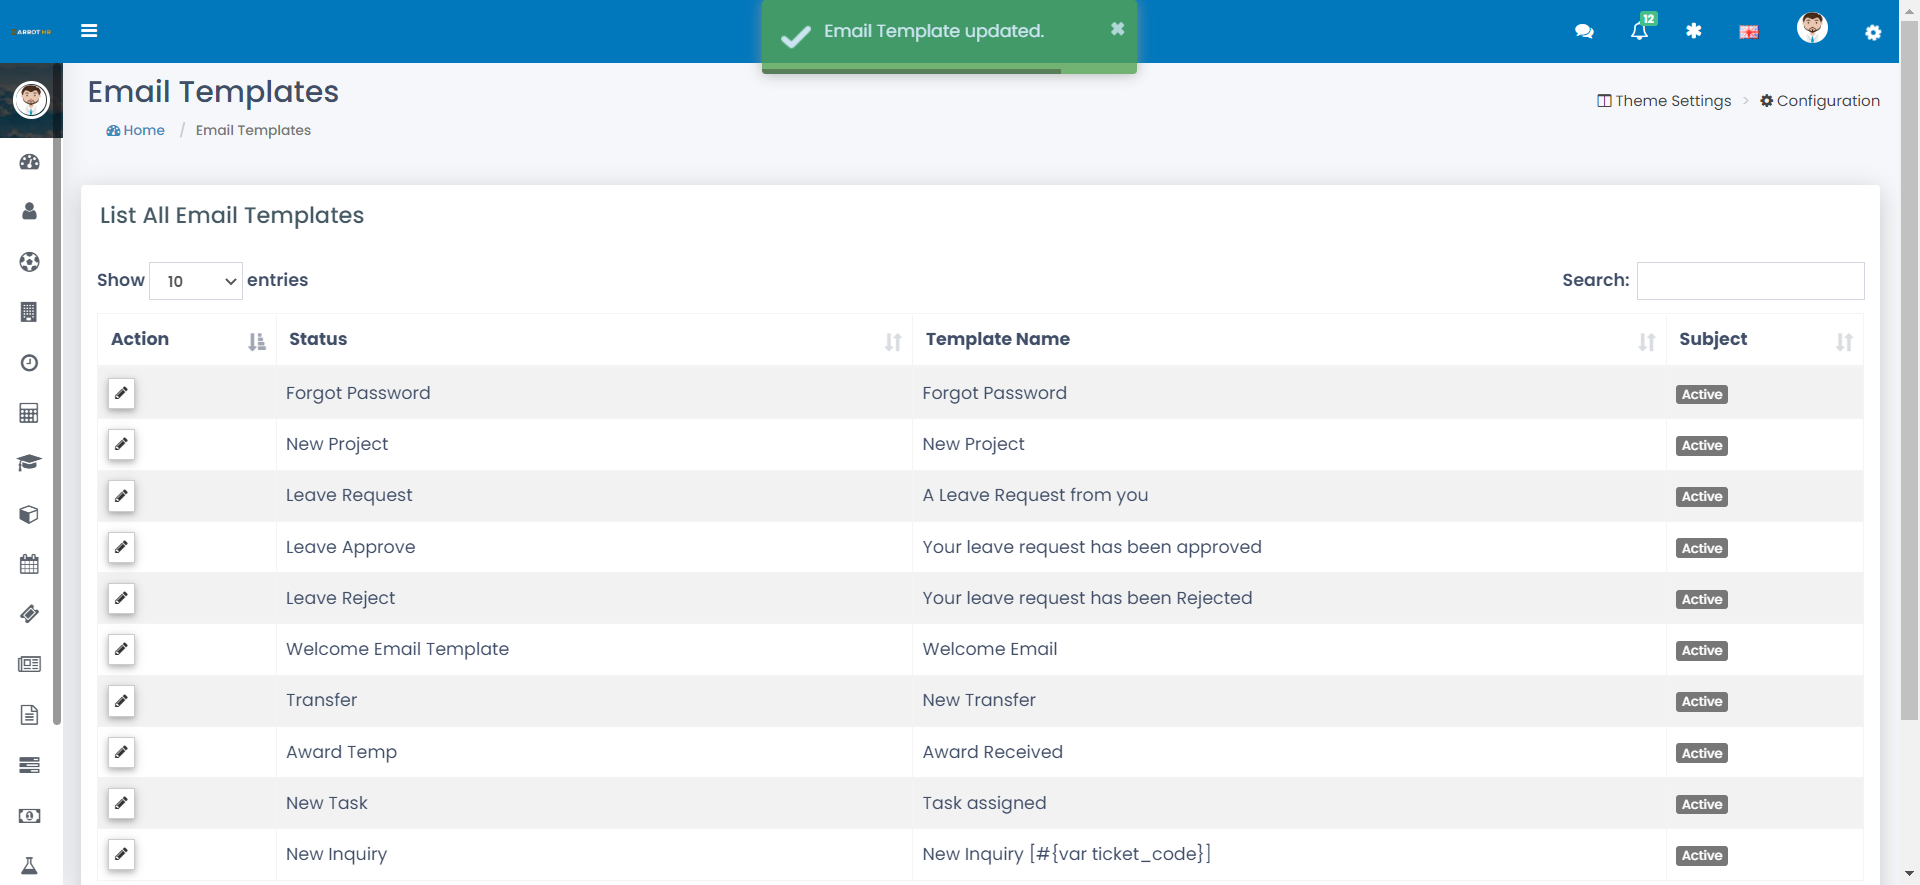 ARBOT HR
Email Template updated.
12
Email Templates
Home / Email Templates
Theme Settings > Configuration
List All Email Templates
Show 10 entries
Search:
Action Status Template Name Subject
Forgot Password Forgot Password Active
New Project New Project Active
Leave Request A Leave Request from you Active
Leave Approve Your leave request has been approved Active
Leave Reject Your leave request has been Rejected Active
Welcome Email Template Welcome Email Active
Transfer New Transfer Active
Award Temp Award Received Active
New Task Task assigned Active
New Inquiry New Inquiry [#{var ticket_code}] Active